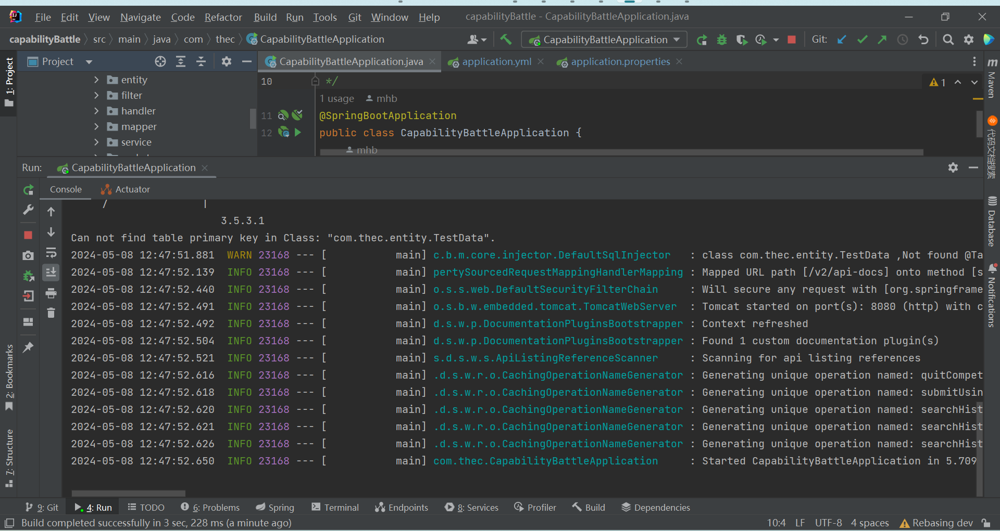 File Edit View Navigate Code Refactor Build Run Tools Git Window Help capabilityBattle - CapabilityBattleApplication.java
capabilityBattle src main java com thec CapabilityBattleApplication CapabilityBattleApplication Git:
1: Project
Project
CapabilityBattleApplication.java application.yml application.properties
entity
filter
handler
mapper
service
10 */
1 usage mhb
11 @SpringBootApplication
12 public class CapabilityBattleApplication {
mhb
1
Maven
代码文档搜索
Database
Notifications
Run: CapabilityBattleApplication
Console Actuator
/ |
3.5.3.1
Can not find table primary key in Class: "com.thec.entity.TestData".
2024-05-08 12:47:51.881 WARN 23168 --- [ main] c.b.m.core.injector.DefaultSqlInjector : class com.thec.entity.TestData ,Not found @Ta
2024-05-08 12:47:52.139 INFO 23168 --- [ main] pertySourcedRequestMappingHandlerMapping : Mapped URL path [/v2/api-docs] onto method [s
2024-05-08 12:47:52.440 INFO 23168 --- [ main] o.s.s.web.DefaultSecurityFilterChain : Will secure any request with [org.springframe
2024-05-08 12:47:52.491 INFO 23168 --- [ main] o.s.b.w.embedded.tomcat.TomcatWebServer : Tomcat started on port(s): 8080 (http) with c
2024-05-08 12:47:52.492 INFO 23168 --- [ main] d.s.w.p.DocumentationPluginsBootstrapper : Context refreshed
2024-05-08 12:47:52.504 INFO 23168 --- [ main] d.s.w.p.DocumentationPluginsBootstrapper : Found 1 custom documentation plugin(s)
2024-05-08 12:47:52.521 INFO 23168 --- [ main] s.d.s.w.s.ApiListingReferenceScanner : Scanning for api listing references
2024-05-08 12:47:52.616 INFO 23168 --- [ main] .d.s.w.r.o.CachingOperationNameGenerator : Generating unique operation named: quitCompet
2024-05-08 12:47:52.618 INFO 23168 --- [ main] .d.s.w.r.o.CachingOperationNameGenerator : Generating unique operation named: submitUsin
2024-05-08 12:47:52.620 INFO 23168 --- [ main] .d.s.w.r.o.CachingOperationNameGenerator : Generating unique operation named: searchHist
2024-05-08 12:47:52.621 INFO 23168 --- [ main] .d.s.w.r.o.CachingOperationNameGenerator : Generating unique operation named: searchHist
2024-05-08 12:47:52.626 INFO 23168 --- [ main] .d.s.w.r.o.CachingOperationNameGenerator : Generating unique operation named: searchHist
2024-05-08 12:47:52.650 INFO 23168 --- [ main] com.thec.CapabilityBattleApplication : Started CapabilityBattleApplication in 5.709
2: Bookmarks
7: Structure
9: Git 4: Run TODO 6: Problems Spring Terminal Endpoints 8: Services Profiler Build Dependencies
Build completed successfully in 3 sec, 228 ms (a minute ago) 10:4 LF UTF-8 4 spaces Rebasing dev